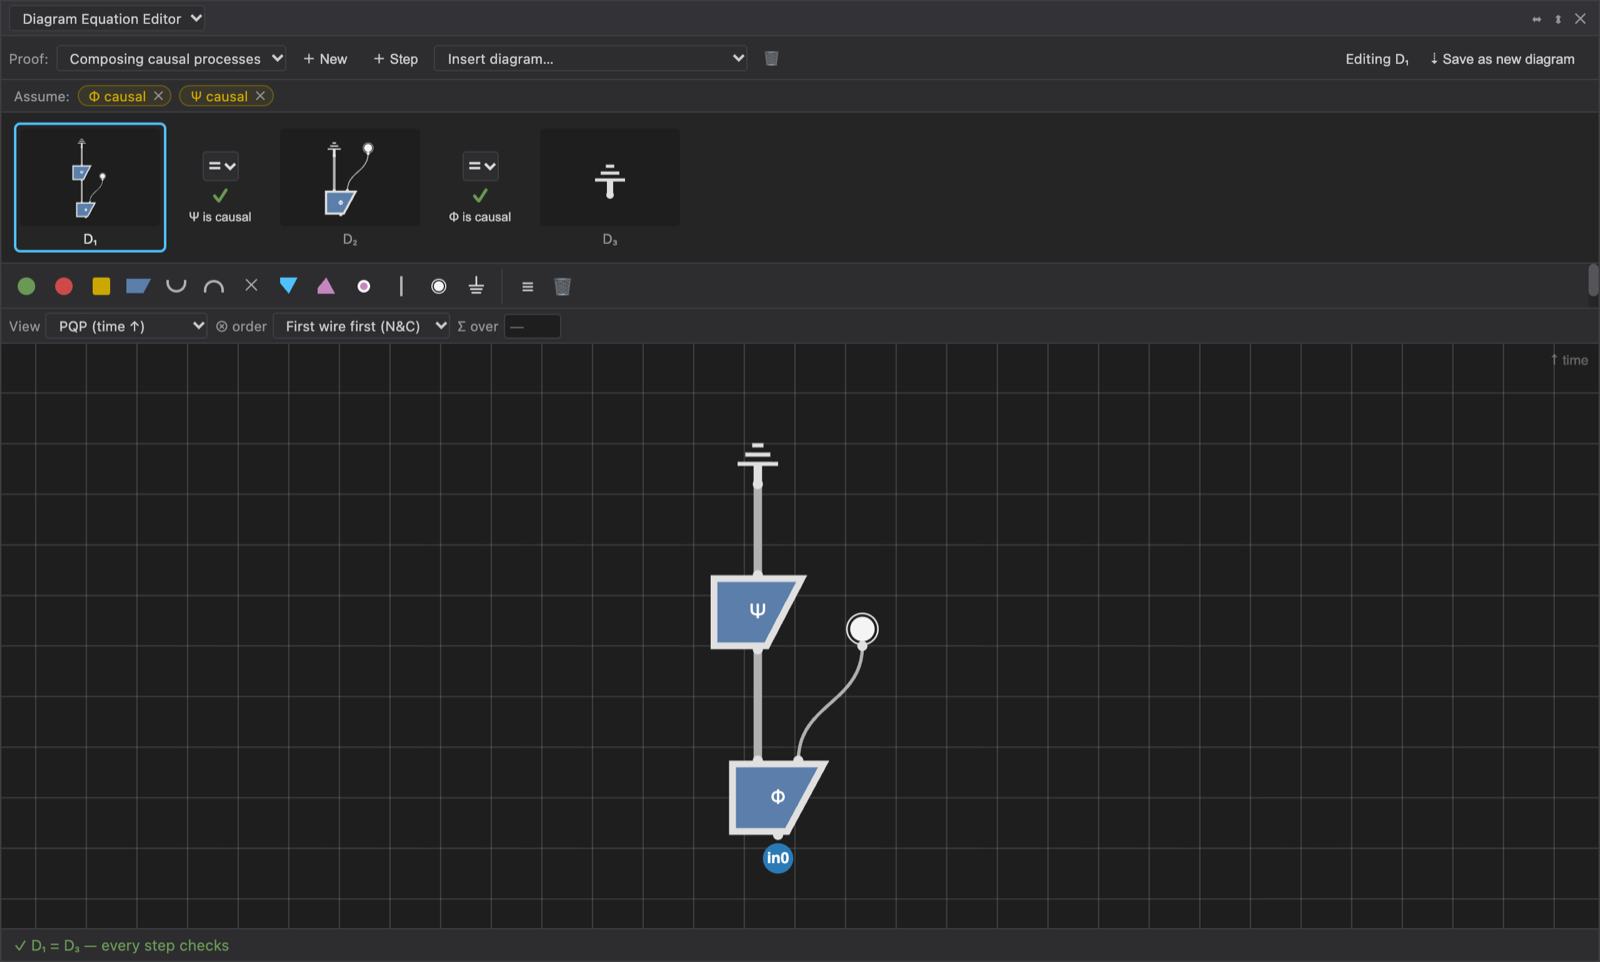 Diagram Equation Editor
Proof: Composing causal processes + New + Step Insert diagram... Editing D₁ ↓ Save as new diagram
Assume: Φ causal × Ψ causal ×
= ✓ Ψ is causal
= ✓ Φ is causal
D₁ D₂ D₃
View PQP (time ↑) ⊗ order First wire first (N&C) Σ over —
↑ time
Ψ
Φ
in0
✓ D₁ = D₃ — every step checks